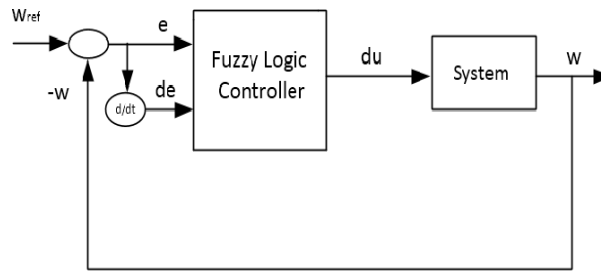 Wref
e
Fuzzy Logic
Controller
du
System
w
-w
de
d/dt